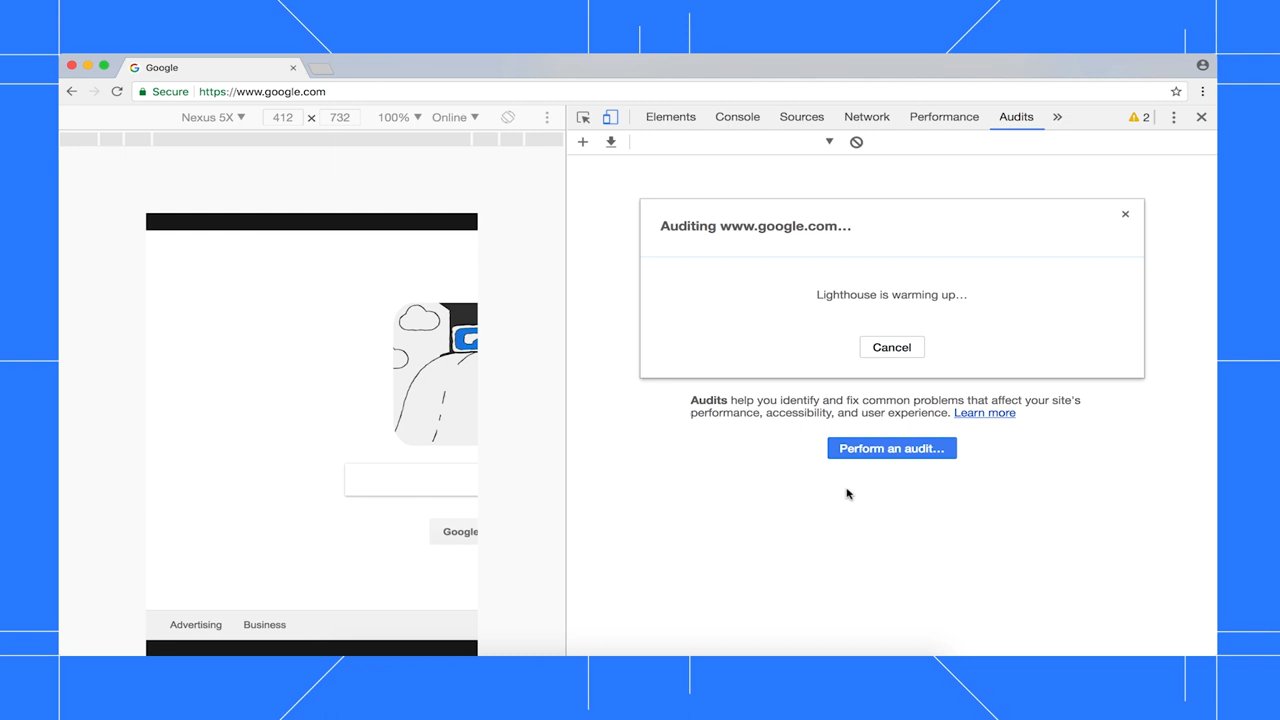 Google
Secure https://www.google.com
Nexus 5X 412 x 732 100% Online
Elements Console Sources Network Performance Audits 2
Auditing www.google.com…
Lighthouse is warming up…
Cancel
Audits help you identify and fix common problems that affect your site's
performance, accessibility, and user experience. Learn more
Perform an audit…
Google
Advertising Business